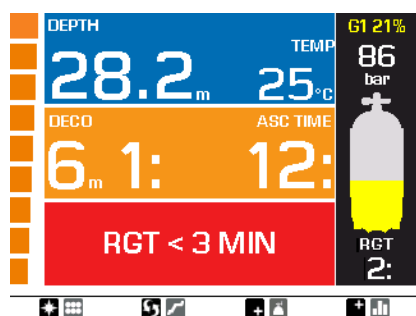 DEPTH
TEMP
28.2m 25°C
DECO ASC TIME
6m 1: 12:
RGT < 3 MIN
G1 21%
86
bar
RGT
2: